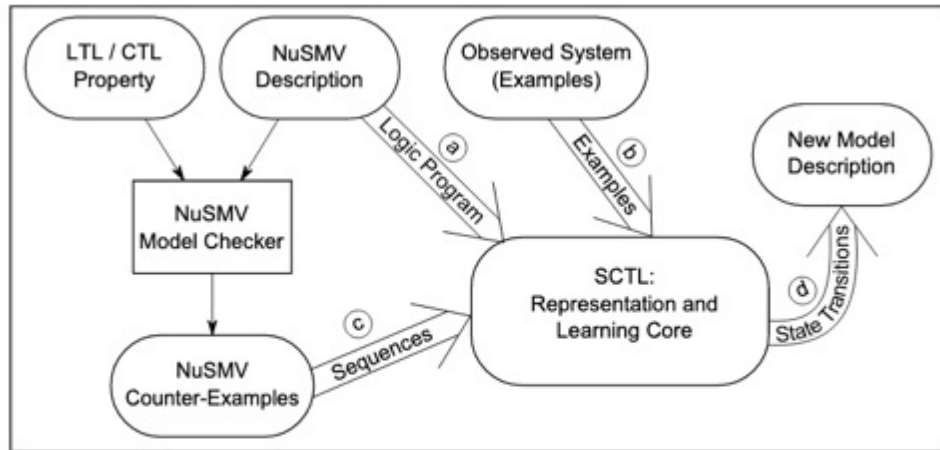 LTL / CTL
Property
NuSMV
Description
Observed System
(Examples)
a
Logic Program
b
Examples
New Model
Description
NuSMV
Model Checker
SCTL:
Representation and
Learning Core
c
Sequences
d
State Transitions
NuSMV
Counter-Examples